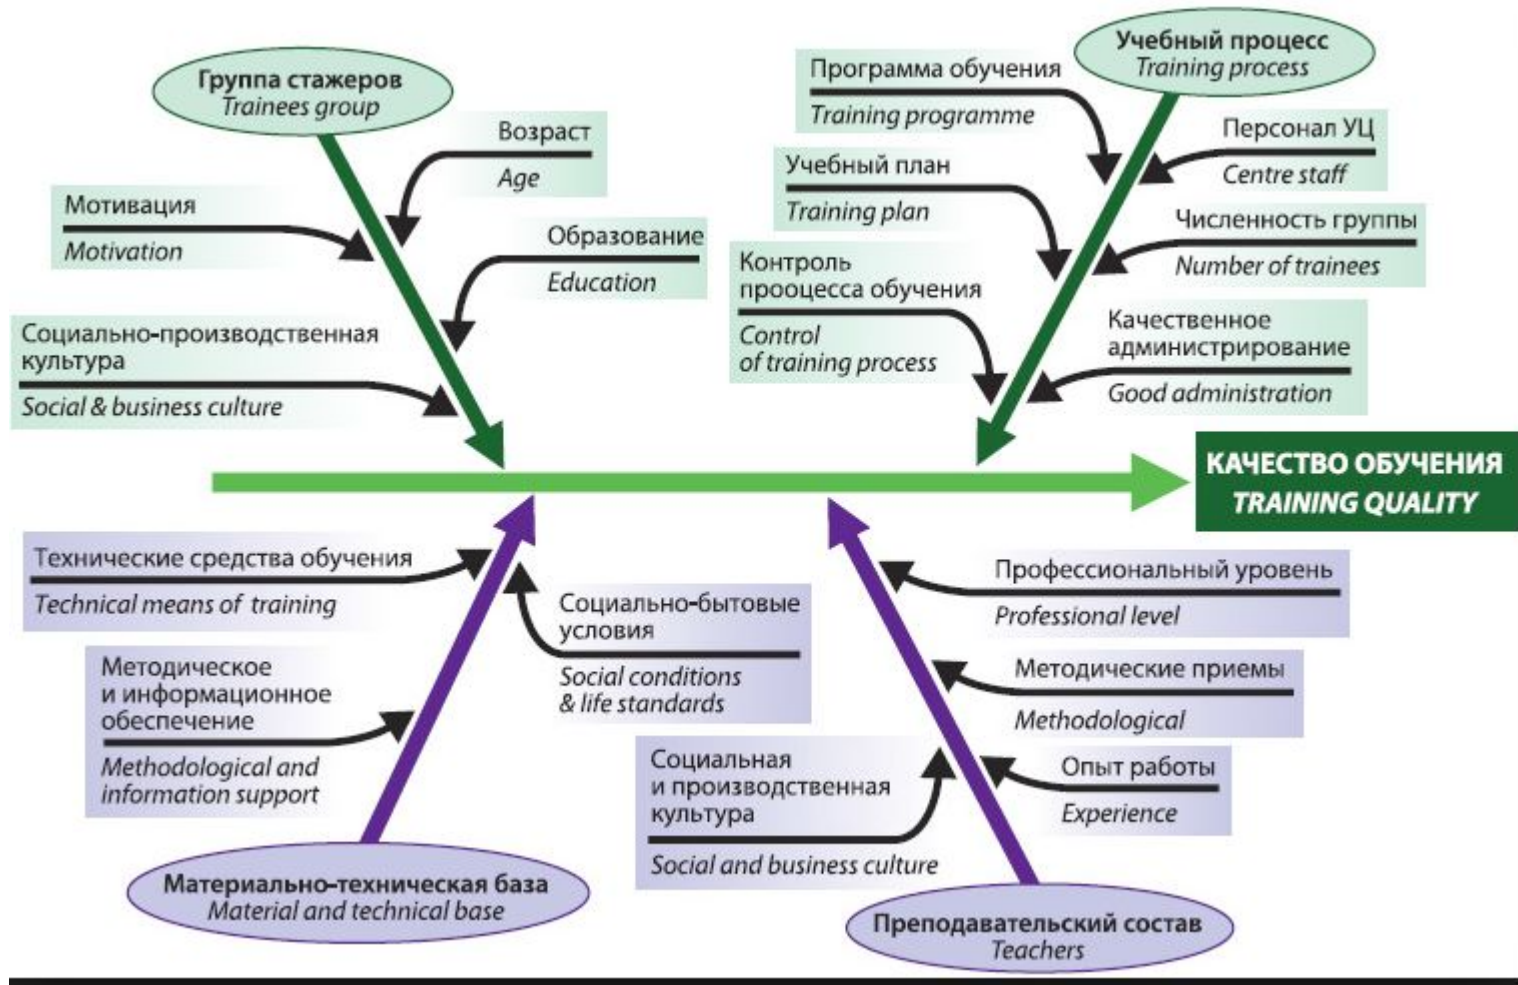 Группа стажеров
Trainees group
Возраст
Age
Мотивация
Motivation
Образование
Education
Социально-производственная
культура
Social & business culture
Учебный процесс
Training process
Программа обучения
Training programme
Персонал УЦ
Centre staff
Учебный план
Training plan
Численность группы
Number of trainees
Контроль
прооцесса обучения
Control
of training process
Качественное
администрирование
Good administration
КАЧЕСТВО ОБУЧЕНИЯ
TRAINING QUALITY
Технические средства обучения
Technical means of training
Социально-бытовые
условия
Social conditions
& life standards
Методическое
и информационное
обеспечение
Methodological and
information support
Материально-техническая база
Material and technical base
Профессиональный уровень
Professional level
Методические приемы
Methodological
Опыт работы
Experience
Социальная
и производственная
культура
Social and business culture
Преподавательский состав
Teachers